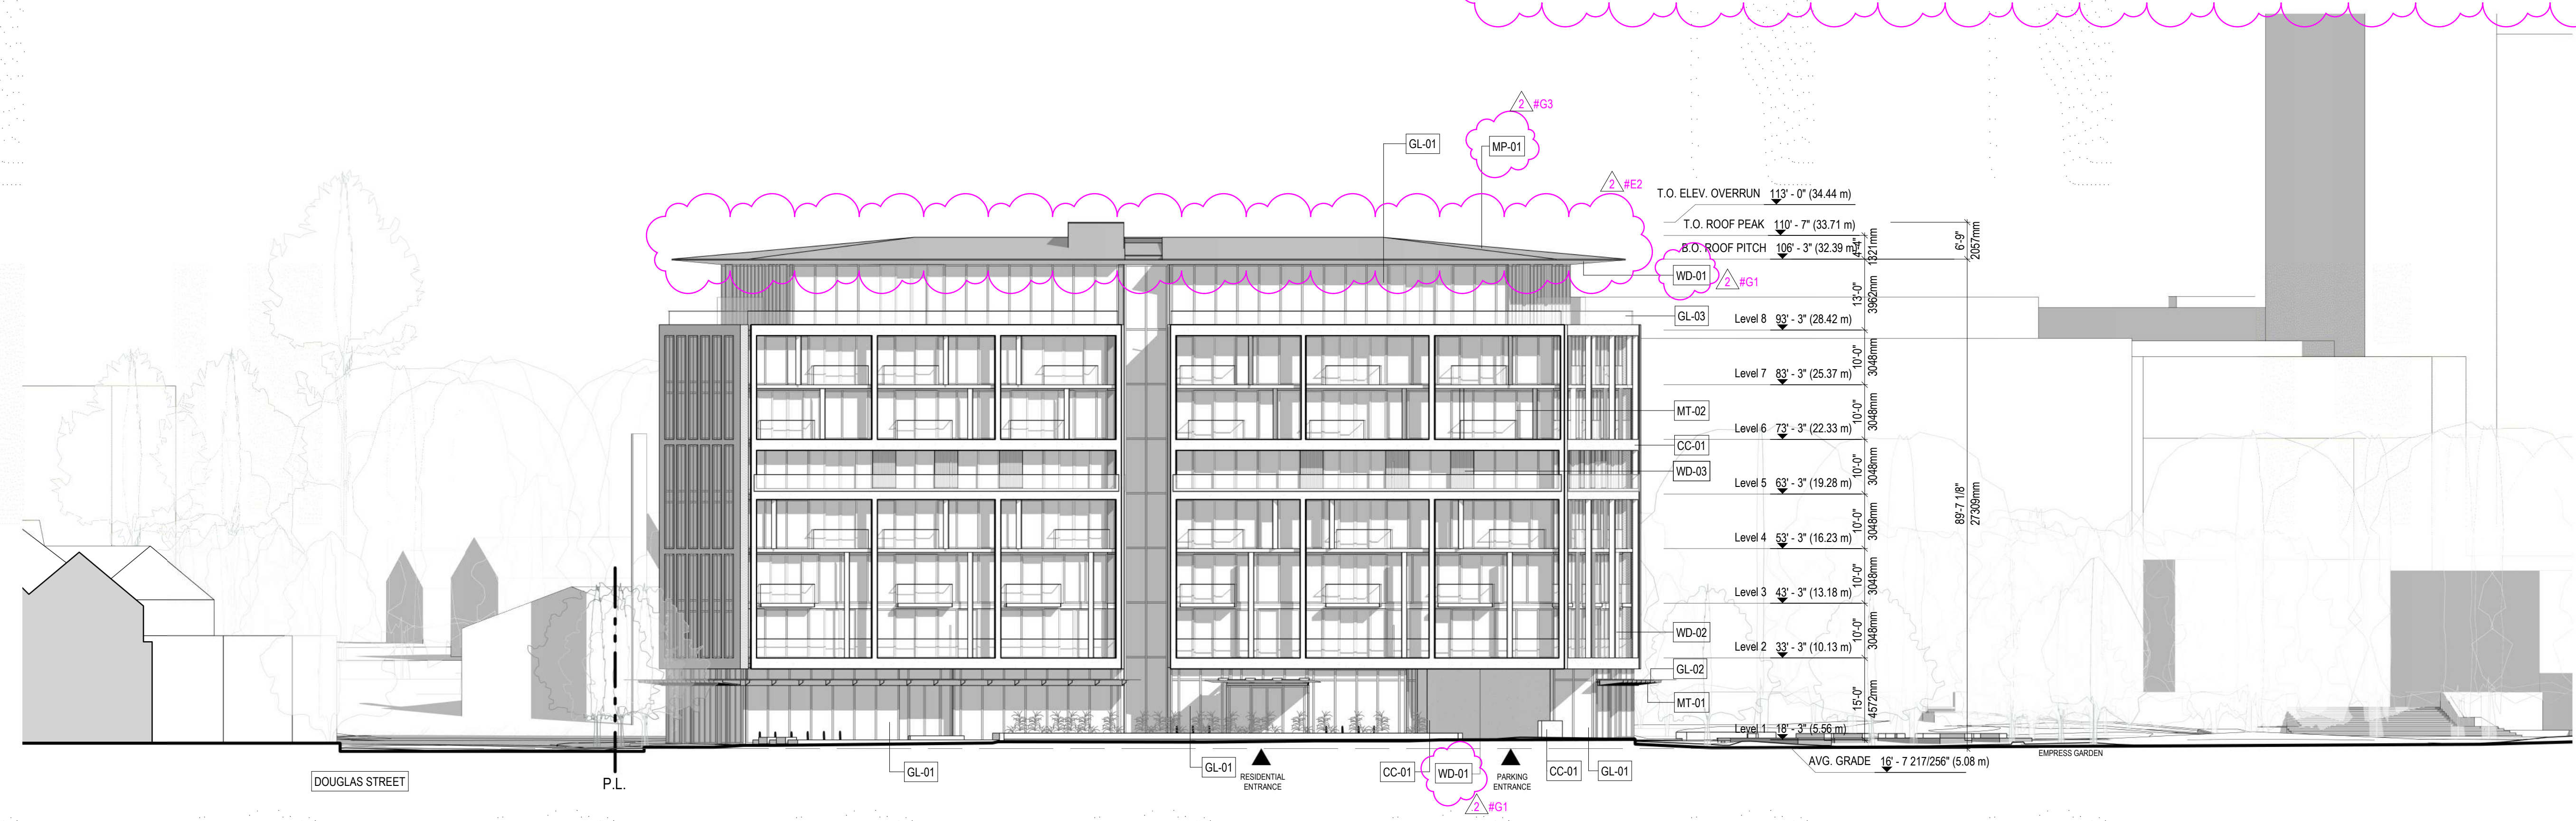 2 #G3
GL-01
MP-01
2 #E2
T.O. ELEV. OVERRUN 113' - 0" (34.44 m)
T.O. ROOF PEAK 110' - 7" (33.71 m)
B.O. ROOF PITCH 106' - 3" (32.39 m)
4'-4"
1321mm
6'-9"
2057mm
WD-01
2 #G1
13'-0"
3962mm
GL-03
Level 8 93' - 3" (28.42 m)
10'-0"
3048mm
Level 7 83' - 3" (25.37 m)
MT-02
10'-0"
3048mm
Level 6 73' - 3" (22.33 m)
CC-01
WD-03
10'-0"
3048mm
Level 5 63' - 3" (19.28 m)
89'-7 1/8"
27309mm
10'-0"
3048mm
Level 4 53' - 3" (16.23 m)
10'-0"
3048mm
Level 3 43' - 3" (13.18 m)
WD-02
10'-0"
3048mm
Level 2 33' - 3" (10.13 m)
GL-02
MT-01
15'-0"
4572mm
Level 1 18' - 3" (5.56 m)
EMPRESS GARDEN
AVG. GRADE 16' - 7 217/256" (5.08 m)
DOUGLAS STREET
P.L.
GL-01
GL-01
RESIDENTIAL
ENTRANCE
CC-01
WD-01
PARKING
ENTRANCE
CC-01
GL-01
2 #G1